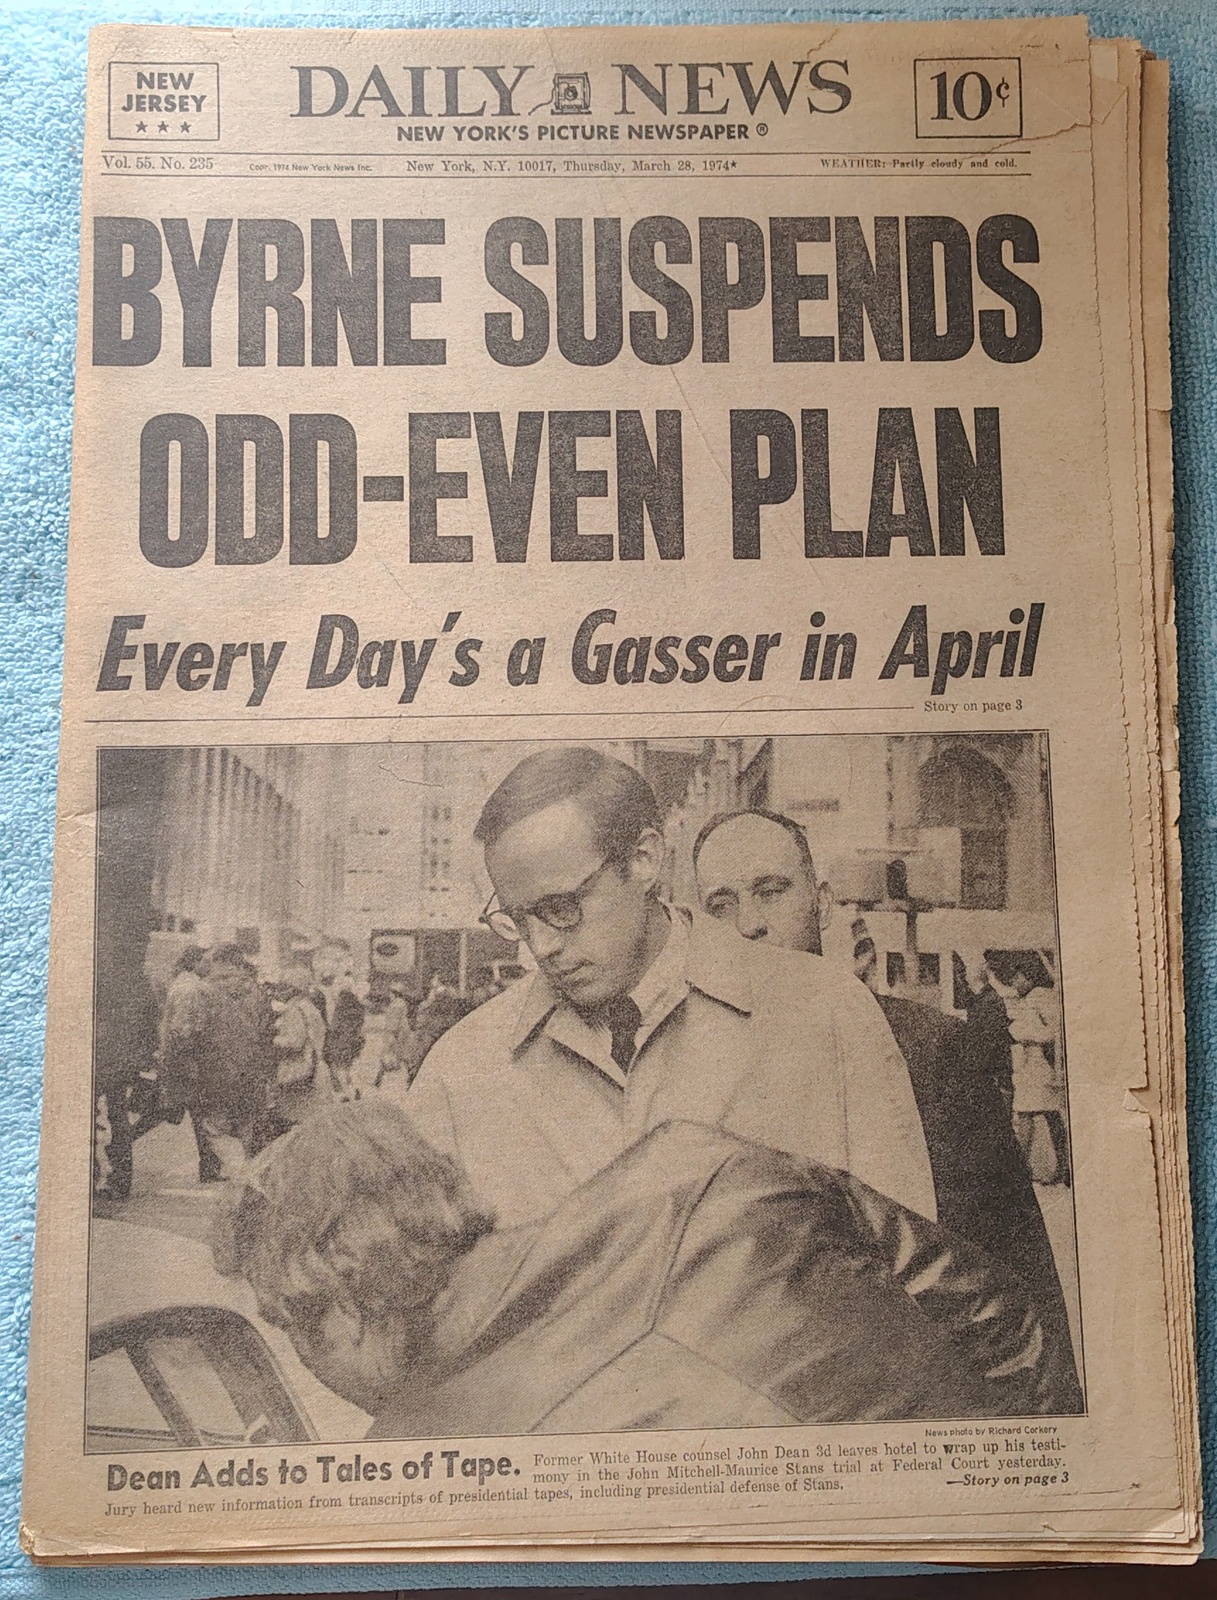 NEW
JERSEY
★ ★ ★
DAILY NEWS
NEW YORK'S PICTURE NEWSPAPER ®
10¢
Vol. 55. No. 235 Copr. 1974 New York News Inc. New York, N.Y. 10017, Thursday, March 28, 1974★ WEATHER: Partly cloudy and cold.
BYRNE SUSPENDS
ODD-EVEN PLAN
Every Day's a Gasser in April
Story on page 3
News photo by Richard Corkery
Dean Adds to Tales of Tape. Former White House counsel John Dean 3d leaves hotel to wrap up his testi-
mony in the John Mitchell-Maurice Stans trial at Federal Court yesterday.
Jury heard new information from transcripts of presidential tapes, including presidential defense of Stans. —Story on page 3